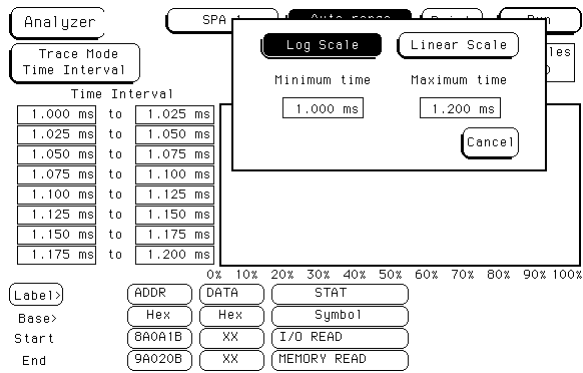 Analyzer
SPA
Auto-range
Print
Run
Trace Mode
Time Interval
Log Scale
Linear Scale
Minimum time
Maximum time
1.000 ms
1.200 ms
Cancel
Time Interval
1.000 ms to 1.025 ms
1.025 ms to 1.050 ms
1.050 ms to 1.075 ms
1.075 ms to 1.100 ms
1.100 ms to 1.125 ms
1.125 ms to 1.150 ms
1.150 ms to 1.175 ms
1.175 ms to 1.200 ms
0% 10% 20% 30% 40% 50% 60% 70% 80% 90% 100%
Label> ADDR DATA STAT
Base> Hex Hex Symbol
Start 8A0A1B XX I/O READ
End 9A020B XX MEMORY READ